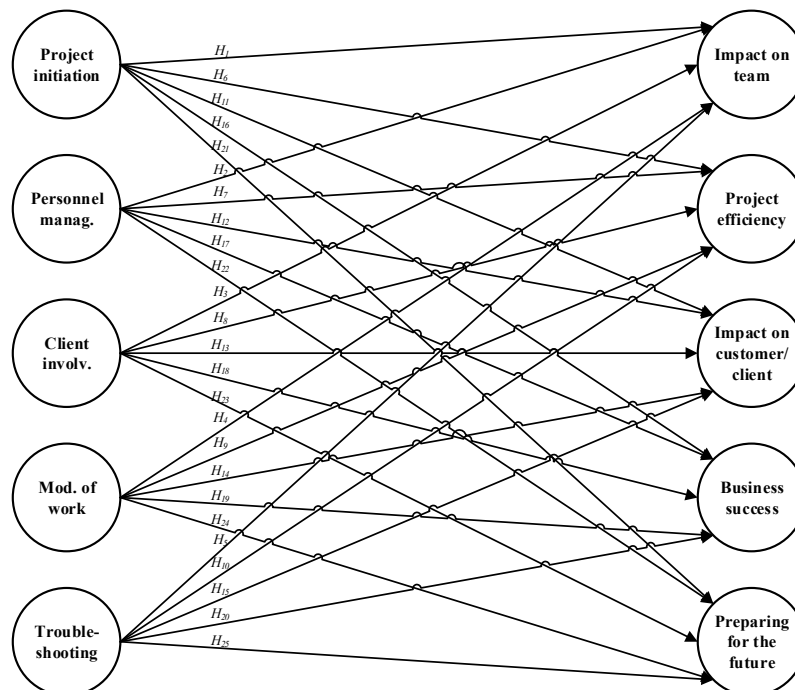 Project
initiation
Personnel
manag.
Client
involv.
Mod. of
work
Trouble-
shooting
H1
H6
H11
H16
H21
H2
H7
H12
H17
H22
H3
H8
H13
H18
H23
H4
H9
H14
H19
H24
H5
H10
H15
H20
H25
Impact on
team
Project
efficiency
Impact on
customer/
client
Business
success
Preparing
for the
future